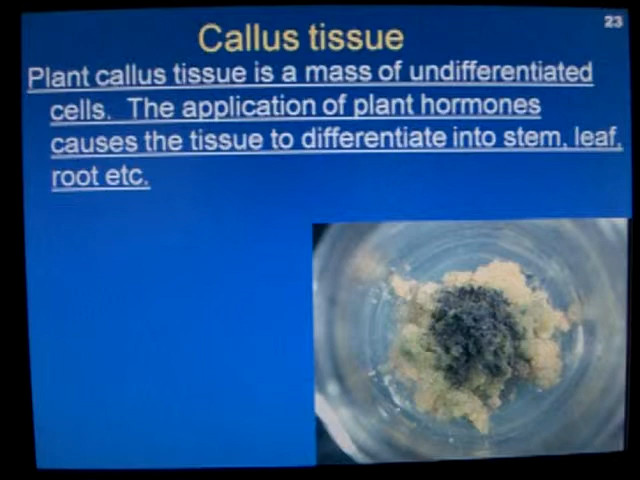 23
Callus tissue
Plant callus tissue is a mass of undifferentiated
cells. The application of plant hormones
causes the tissue to differentiate into stem, leaf,
root etc.